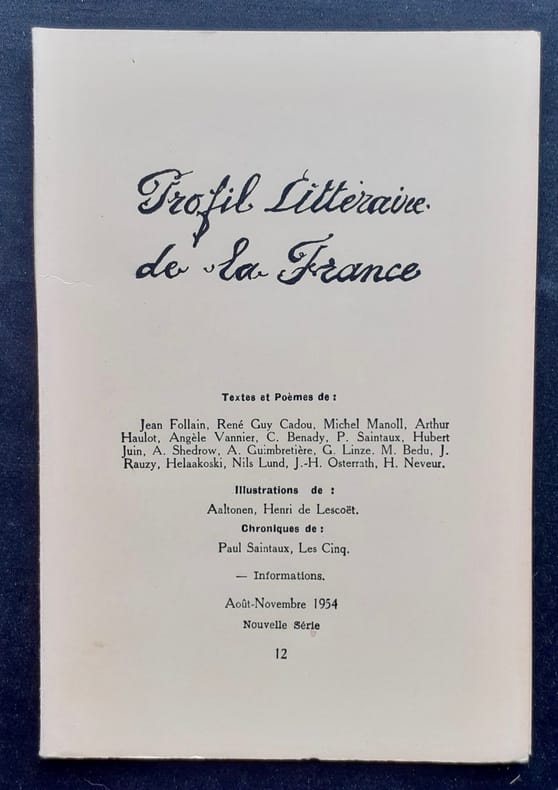 Profil Littéraire
de la France
Textes et Poèmes de :
Jean Follain, René Guy Cadou, Michel Manoll, Arthur
Haulot, Angèle Vannier, C. Benady, P. Saintaux, Hubert
Juin, A. Shedrow, A. Guimbretière, G. Linze. M. Bedu, J.
Rauzy, Helaakoski, Nils Lund, J.-H. Osterrath, H. Neveur.
Illustrations de :
Aaltonen, Henri de Lescoët.
Chroniques de :
Paul Saintaux, Les Cinq.
— Informations.
Août-Novembre 1954
Nouvelle Série
12